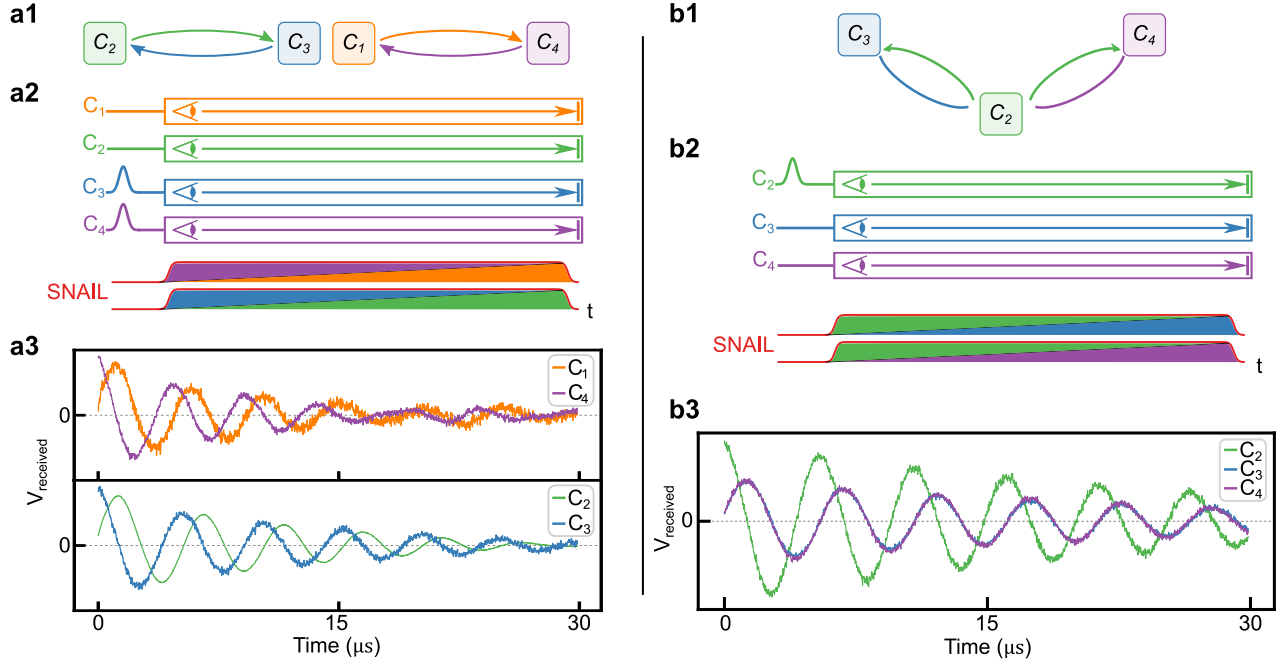 a1
C2 C3 C1 C4
a2
C1
C2
C3
C4
SNAIL
t
a3
C1
C4
0
C2
C3
0
Vreceived
0 15 30
Time (μs)
b1
C3 C4
C2
b2
C2
C3
C4
SNAIL
t
b3
C2
C3
C4
0
Vreceived
0 15 30
Time (μs)